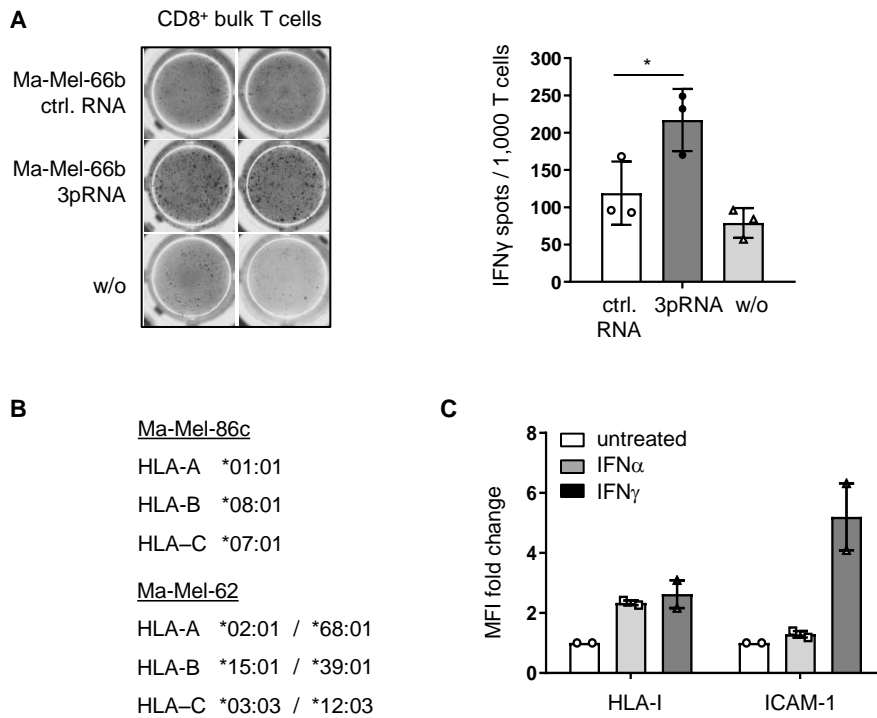 A
CD8⁺ bulk T cells
Ma-Mel-66b
ctrl. RNA
Ma-Mel-66b
3pRNA
w/o
IFNγ spots / 1,000 T cells
300
250
200
150
100
50
0
*
ctrl.
RNA
3pRNA
w/o
B
Ma-Mel-86c
HLA-A *01:01
HLA-B *08:01
HLA–C *07:01
Ma-Mel-62
HLA-A *02:01 / *68:01
HLA-B *15:01 / *39:01
HLA–C *03:03 / *12:03
C
MFI fold change
8
6
4
2
0
untreated
IFNα
IFNγ
HLA-I
ICAM-1